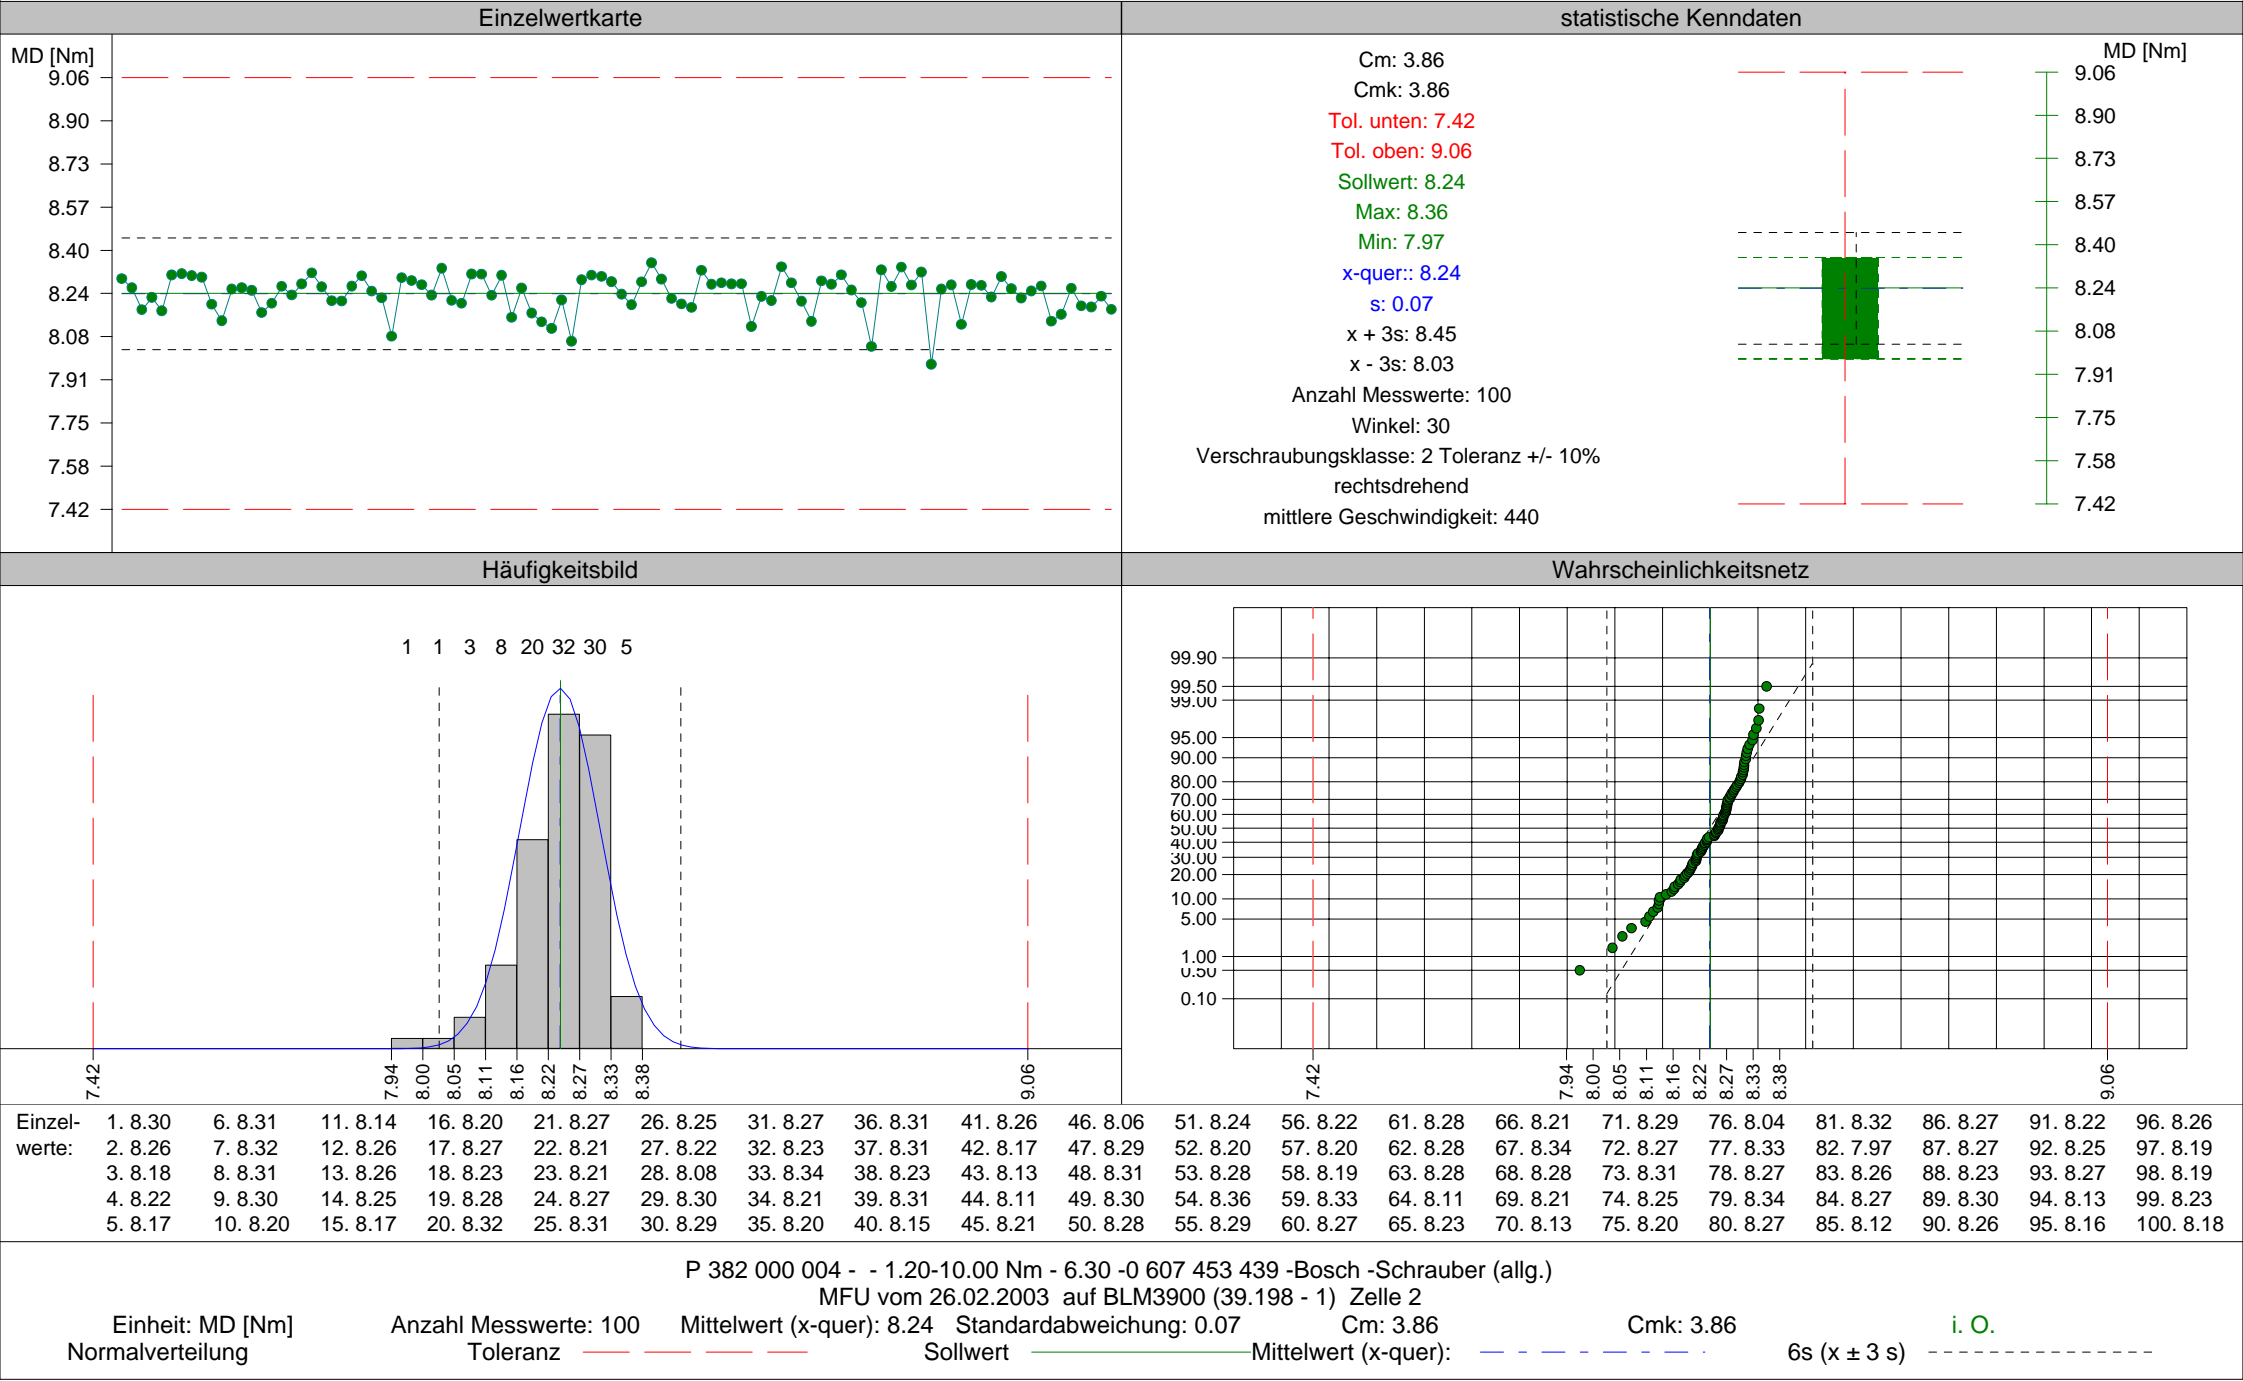 Einzelwertkarte
MD [Nm]
9.06
8.90
8.73
8.57
8.40
8.24
8.08
7.91
7.75
7.58
7.42
statistische Kenndaten
Cm: 3.86
Cmk: 3.86
Tol. unten: 7.42
Tol. oben: 9.06
Sollwert: 8.24
Max: 8.36
Min: 7.97
x-quer:: 8.24
s: 0.07
x + 3s: 8.45
x - 3s: 8.03
Anzahl Messwerte: 100
Winkel: 30
Verschraubungsklasse: 2 Toleranz +/- 10%
rechtsdrehend
mittlere Geschwindigkeit: 440
MD [Nm]
9.06
8.90
8.73
8.57
8.40
8.24
8.08
7.91
7.75
7.58
7.42
Häufigkeitsbild
1 1 3 8 20 32 30 5
7.42 7.94 8.00 8.05 8.11 8.16 8.22 8.27 8.33 8.38 9.06
Wahrscheinlichkeitsnetz
99.90
99.50
99.00
95.00
90.00
80.00
70.00
60.00
50.00
40.00
30.00
20.00
10.00
5.00
1.00
0.50
0.10
7.42 7.94 8.00 8.05 8.11 8.16 8.22 8.27 8.33 8.38 9.06
Einzel- 1. 8.30 6. 8.31 11. 8.14 16. 8.20 21. 8.27 26. 8.25 31. 8.27 36. 8.31 41. 8.26 46. 8.06 51. 8.24 56. 8.22 61. 8.28 66. 8.21 71. 8.29 76. 8.04 81. 8.32 86. 8.27 91. 8.22 96. 8.26
werte: 2. 8.26 7. 8.32 12. 8.26 17. 8.27 22. 8.21 27. 8.22 32. 8.23 37. 8.31 42. 8.17 47. 8.29 52. 8.20 57. 8.20 62. 8.28 67. 8.34 72. 8.27 77. 8.33 82. 7.97 87. 8.27 92. 8.25 97. 8.19
3. 8.18 8. 8.31 13. 8.26 18. 8.23 23. 8.21 28. 8.08 33. 8.34 38. 8.23 43. 8.13 48. 8.31 53. 8.28 58. 8.19 63. 8.28 68. 8.28 73. 8.31 78. 8.27 83. 8.26 88. 8.23 93. 8.27 98. 8.19
4. 8.22 9. 8.30 14. 8.25 19. 8.28 24. 8.27 29. 8.30 34. 8.21 39. 8.31 44. 8.11 49. 8.30 54. 8.36 59. 8.33 64. 8.11 69. 8.21 74. 8.25 79. 8.34 84. 8.27 89. 8.30 94. 8.13 99. 8.23
5. 8.17 10. 8.20 15. 8.17 20. 8.32 25. 8.31 30. 8.29 35. 8.20 40. 8.15 45. 8.21 50. 8.28 55. 8.29 60. 8.27 65. 8.23 70. 8.13 75. 8.20 80. 8.27 85. 8.12 90. 8.26 95. 8.16 100. 8.18
P 382 000 004 - - 1.20-10.00 Nm - 6.30 -0 607 453 439 -Bosch -Schrauber (allg.)
MFU vom 26.02.2003 auf BLM3900 (39.198 - 1) Zelle 2
Einheit: MD [Nm] Anzahl Messwerte: 100 Mittelwert (x-quer): 8.24 Standardabweichung: 0.07 Cm: 3.86 Cmk: 3.86 i. O.
Normalverteilung Toleranz Sollwert Mittelwert (x-quer): 6s (x ± 3 s)